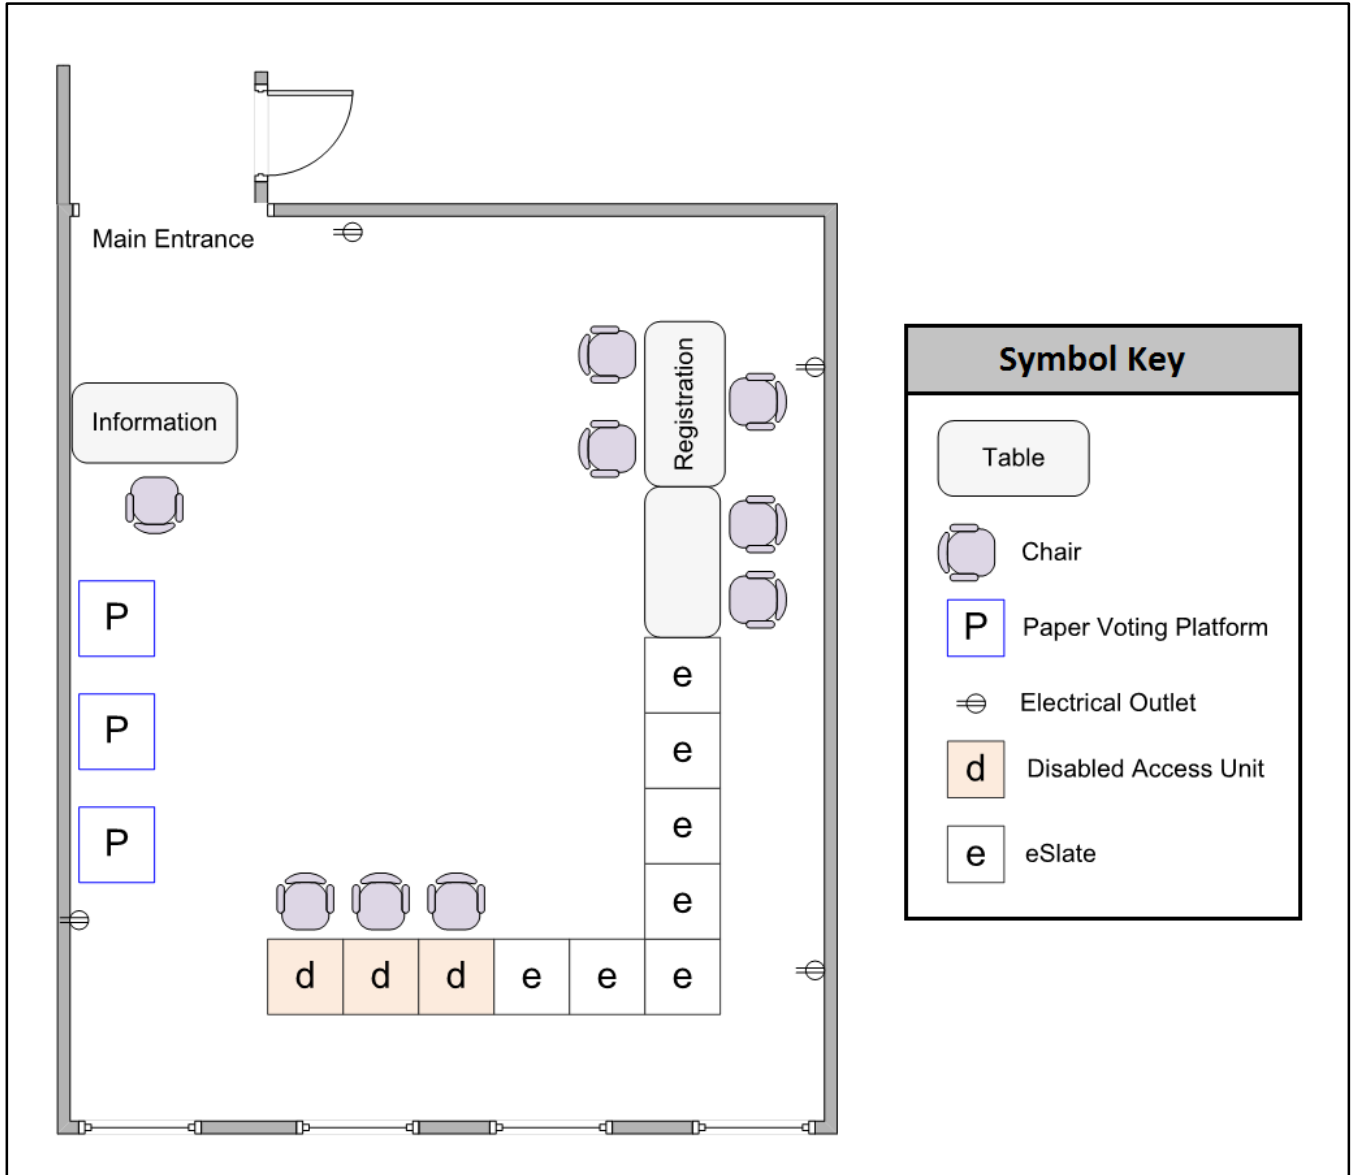 Main Entrance
Information
Registration
P
P
P
e
e
e
e
d d d e e e
Symbol Key
Table
Chair
P Paper Voting Platform
Electrical Outlet
d Disabled Access Unit
e eSlate